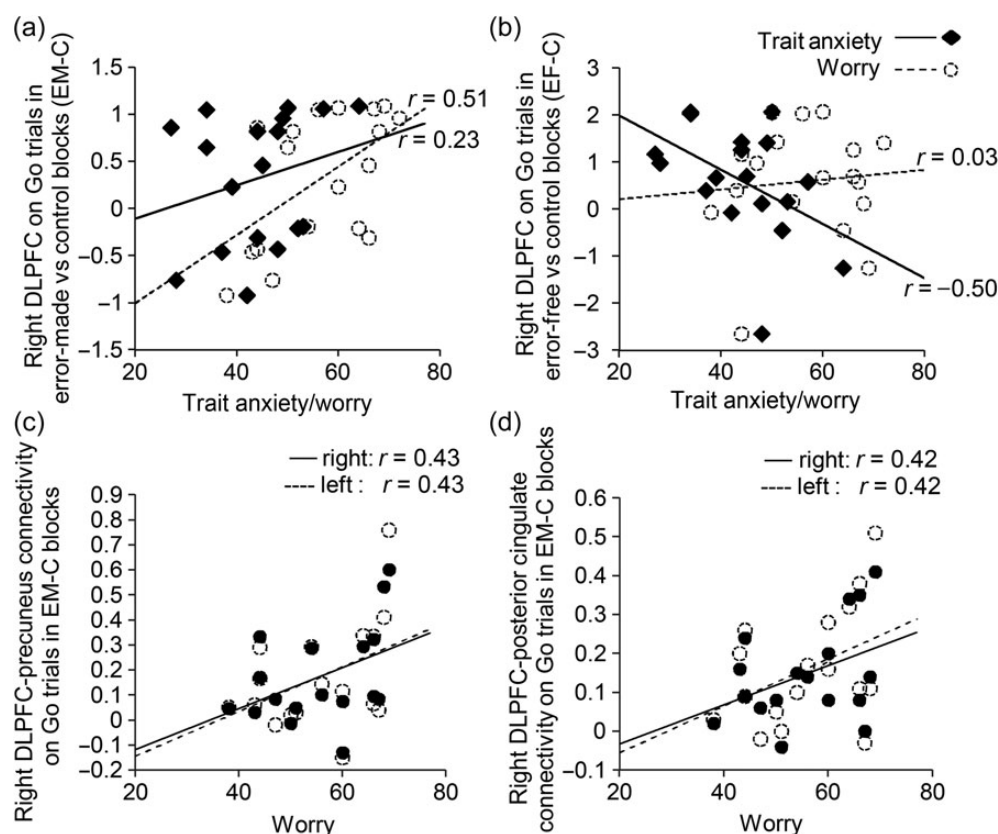 (a)
Right DLPFC on Go trials in
error-made vs control blocks (EM-C)
1.5
1
0.5
0
−0.5
−1
−1.5
r = 0.51
r = 0.23
20 40 60 80
Trait anxiety/worry
(b)
Trait anxiety
Worry
Right DLPFC on Go trials in
error-free vs control blocks (EF-C)
3
2
1
0
−1
−2
−3
r = 0.03
r = −0.50
20 40 60 80
Trait anxiety/worry
(c)
right: r = 0.43
left : r = 0.43
Right DLPFC-precuneus connectivity
on Go trials in EM-C blocks
0.9
0.8
0.7
0.6
0.5
0.4
0.3
0.2
0.1
0
−0.1
−0.2
20 40 60 80
Worry
(d)
right: r = 0.42
left : r = 0.42
Right DLPFC-posterior cingulate
connectivity on Go trials in EM-C blocks
0.6
0.5
0.4
0.3
0.2
0.1
0
−0.1
20 40 60 80
Worry